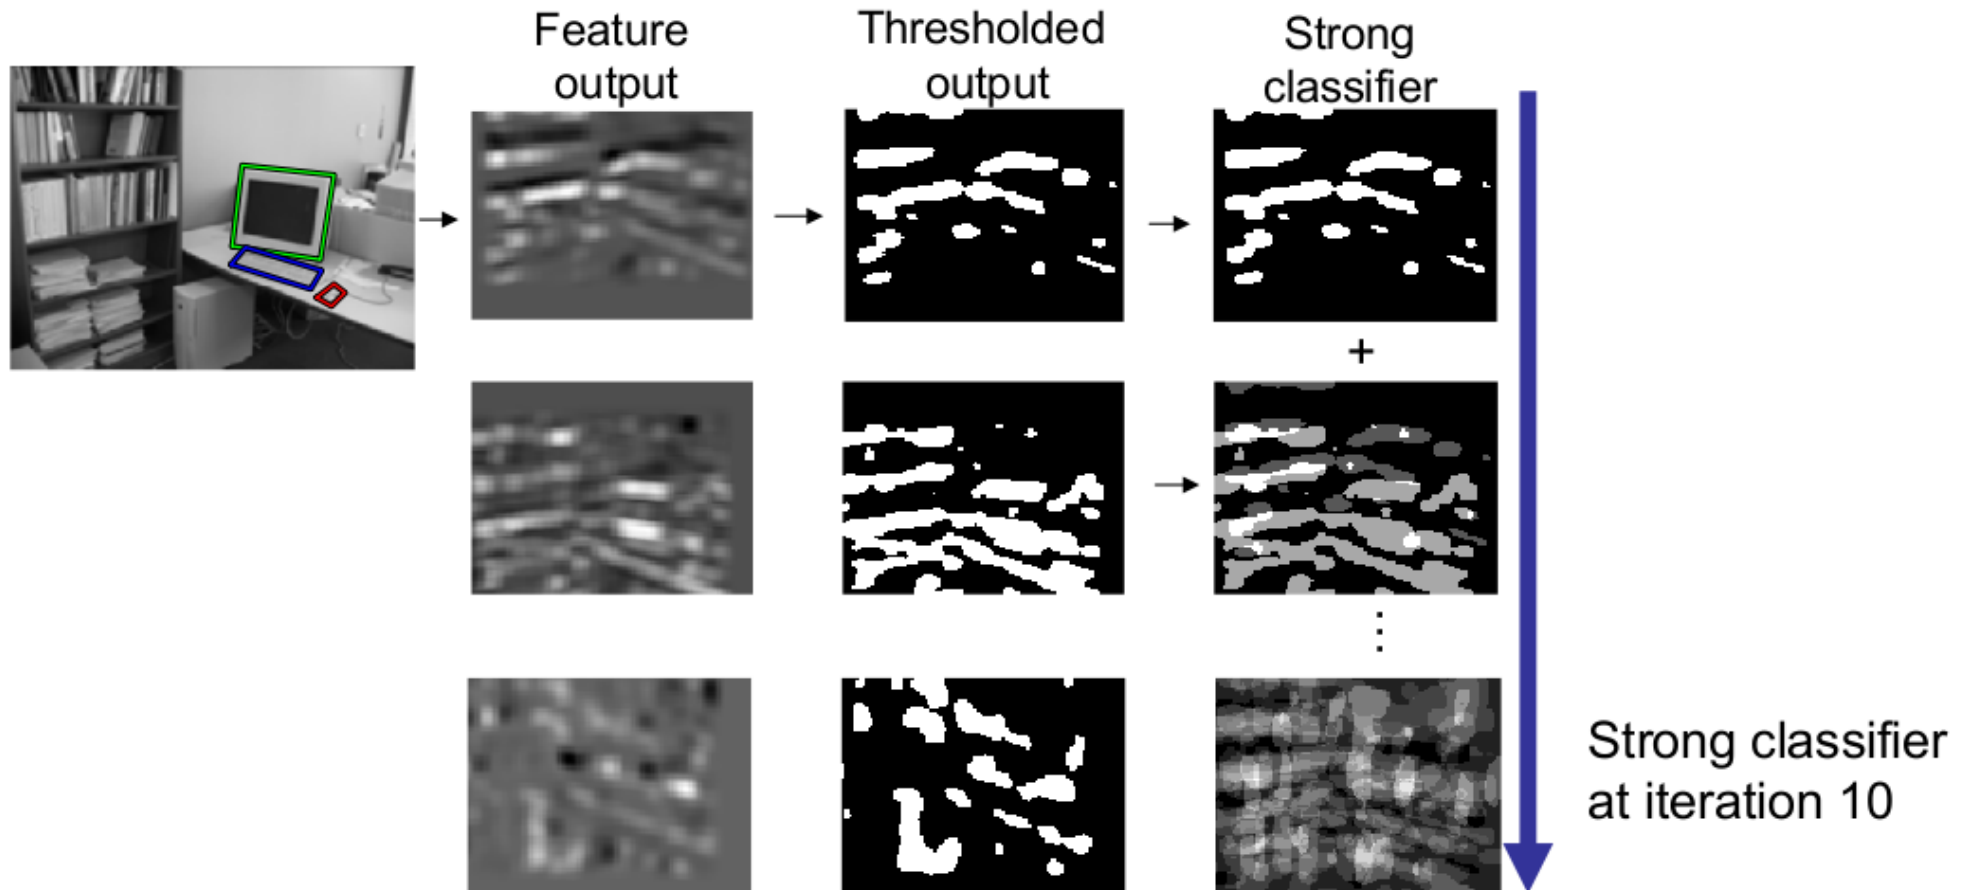 Feature
output
Thresholded
output
Strong
classifier
+
⋮
Strong classifier
at iteration 10